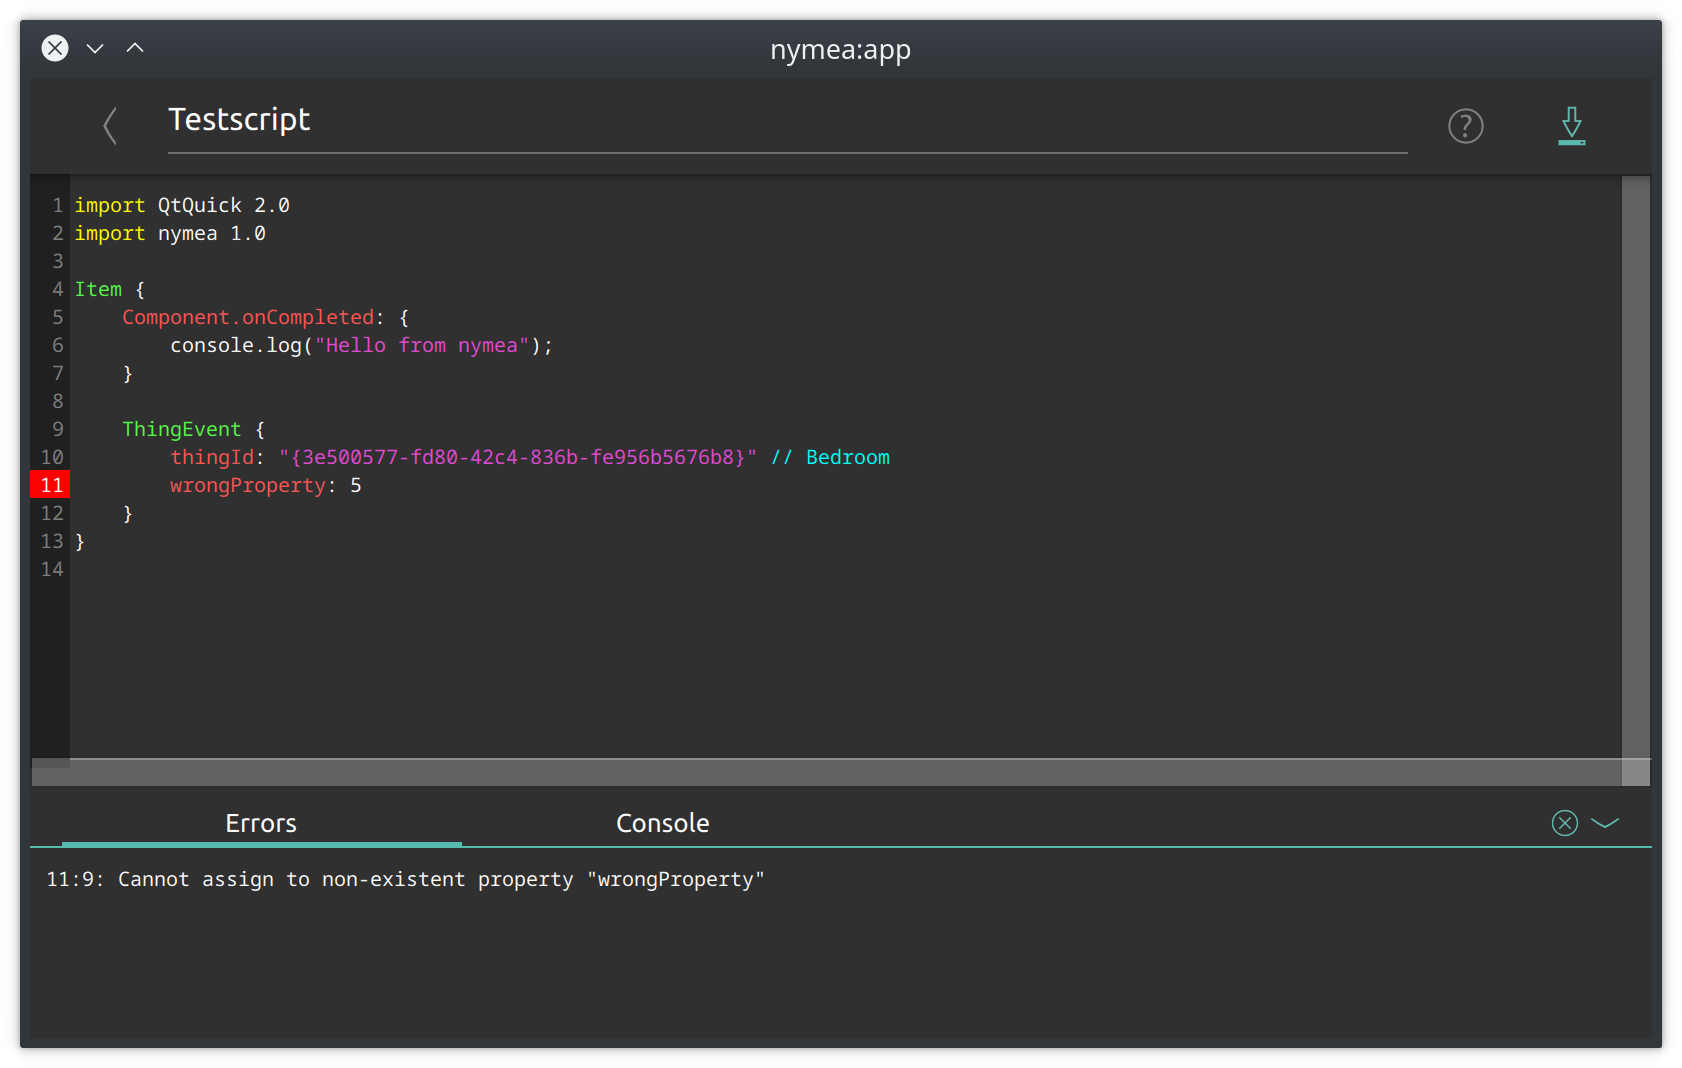 nymea:app
Testscript
?
1 import QtQuick 2.0
2 import nymea 1.0
3
4 Item {
5     Component.onCompleted: {
6         console.log("Hello from nymea");
7     }
8
9     ThingEvent {
10         thingId: "{3e500577-fd80-42c4-836b-fe956b5676b8}" // Bedroom
11         wrongProperty: 5
12     }
13 }
14
Errors Console
11:9: Cannot assign to non-existent property "wrongProperty"